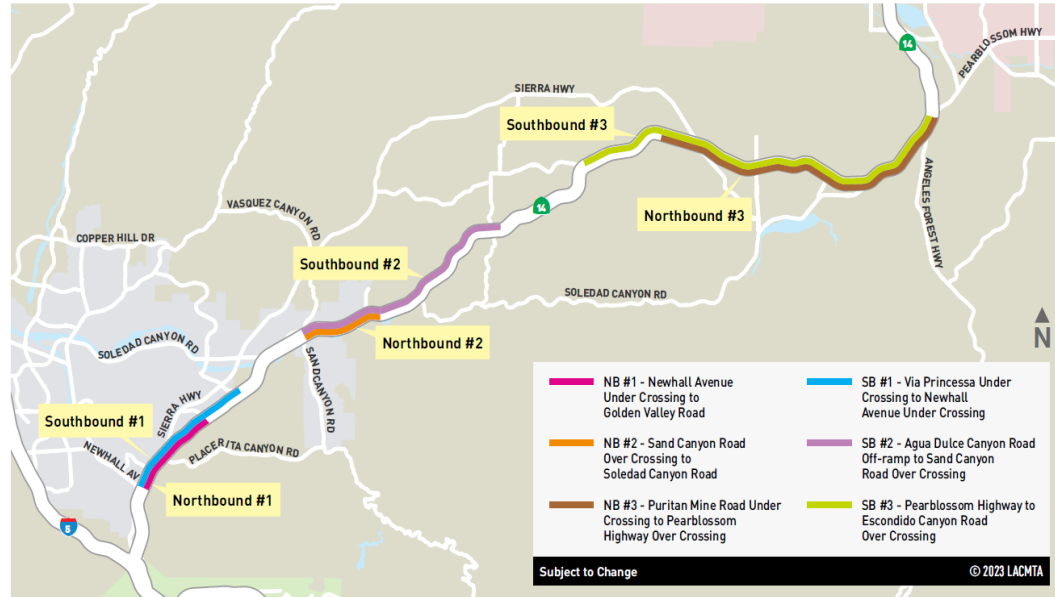 14
PEARBLOSSOM HWY
SIERRA HWY
Southbound #3
ANGELES FOREST HWY
Northbound #3
14
VASQUEZ CANYON RD
COPPER HILL DR
Southbound #2
SOLEDAD CANYON RD
Northbound #2
SOLEDAD CANYON RD
SAND CANYON RD
SIERRA HWY
Southbound #1
PLACERITA CANYON RD
NEWHALL AV
Northbound #1
5
N
NB #1 - Newhall Avenue
Under Crossing to
Golden Valley Road
SB #1 - Via Princessa Under
Crossing to Newhall
Avenue Under Crossing
NB #2 - Sand Canyon Road
Over Crossing to
Soledad Canyon Road
SB #2 - Agua Dulce Canyon Road
Off-ramp to Sand Canyon
Road Over Crossing
NB #3 - Puritan Mine Road Under
Crossing to Pearblossom
Highway Over Crossing
SB #3 - Pearblossom Highway to
Escondido Canyon Road
Over Crossing
Subject to Change
© 2023 LACMTA